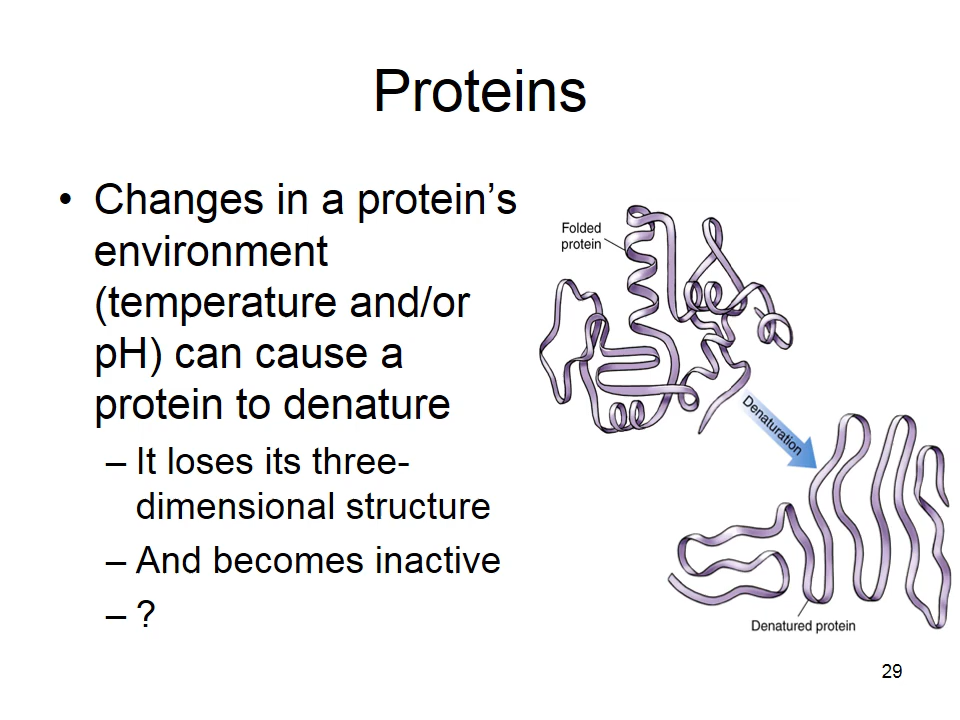 Proteins
• Changes in a protein’s
environment
(temperature and/or
pH) can cause a
protein to denature
– It loses its three-
dimensional structure
– And becomes inactive
– ?
Folded
protein
Denaturation
Denatured protein
29